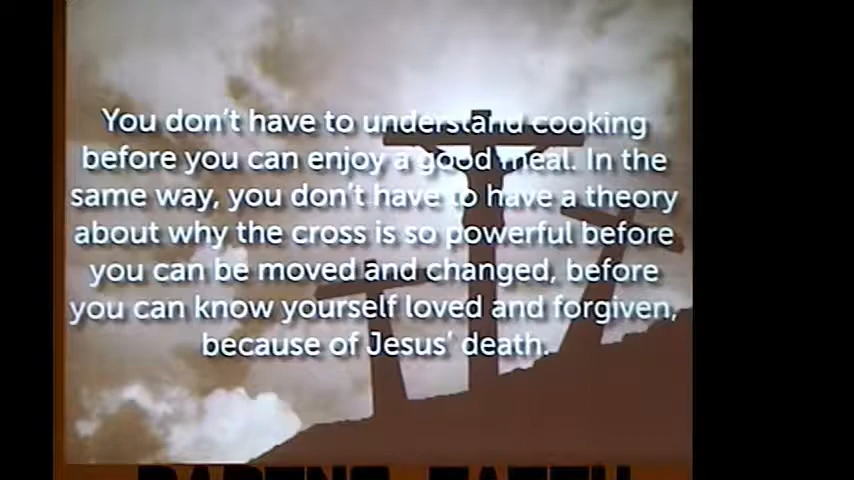 You don't have to understand cooking
before you can enjoy a good meal. In the
same way, you don't have to have a theory
about why the cross is so powerful before
you can be moved and changed, before
you can know yourself loved and forgiven,
because of Jesus' death.